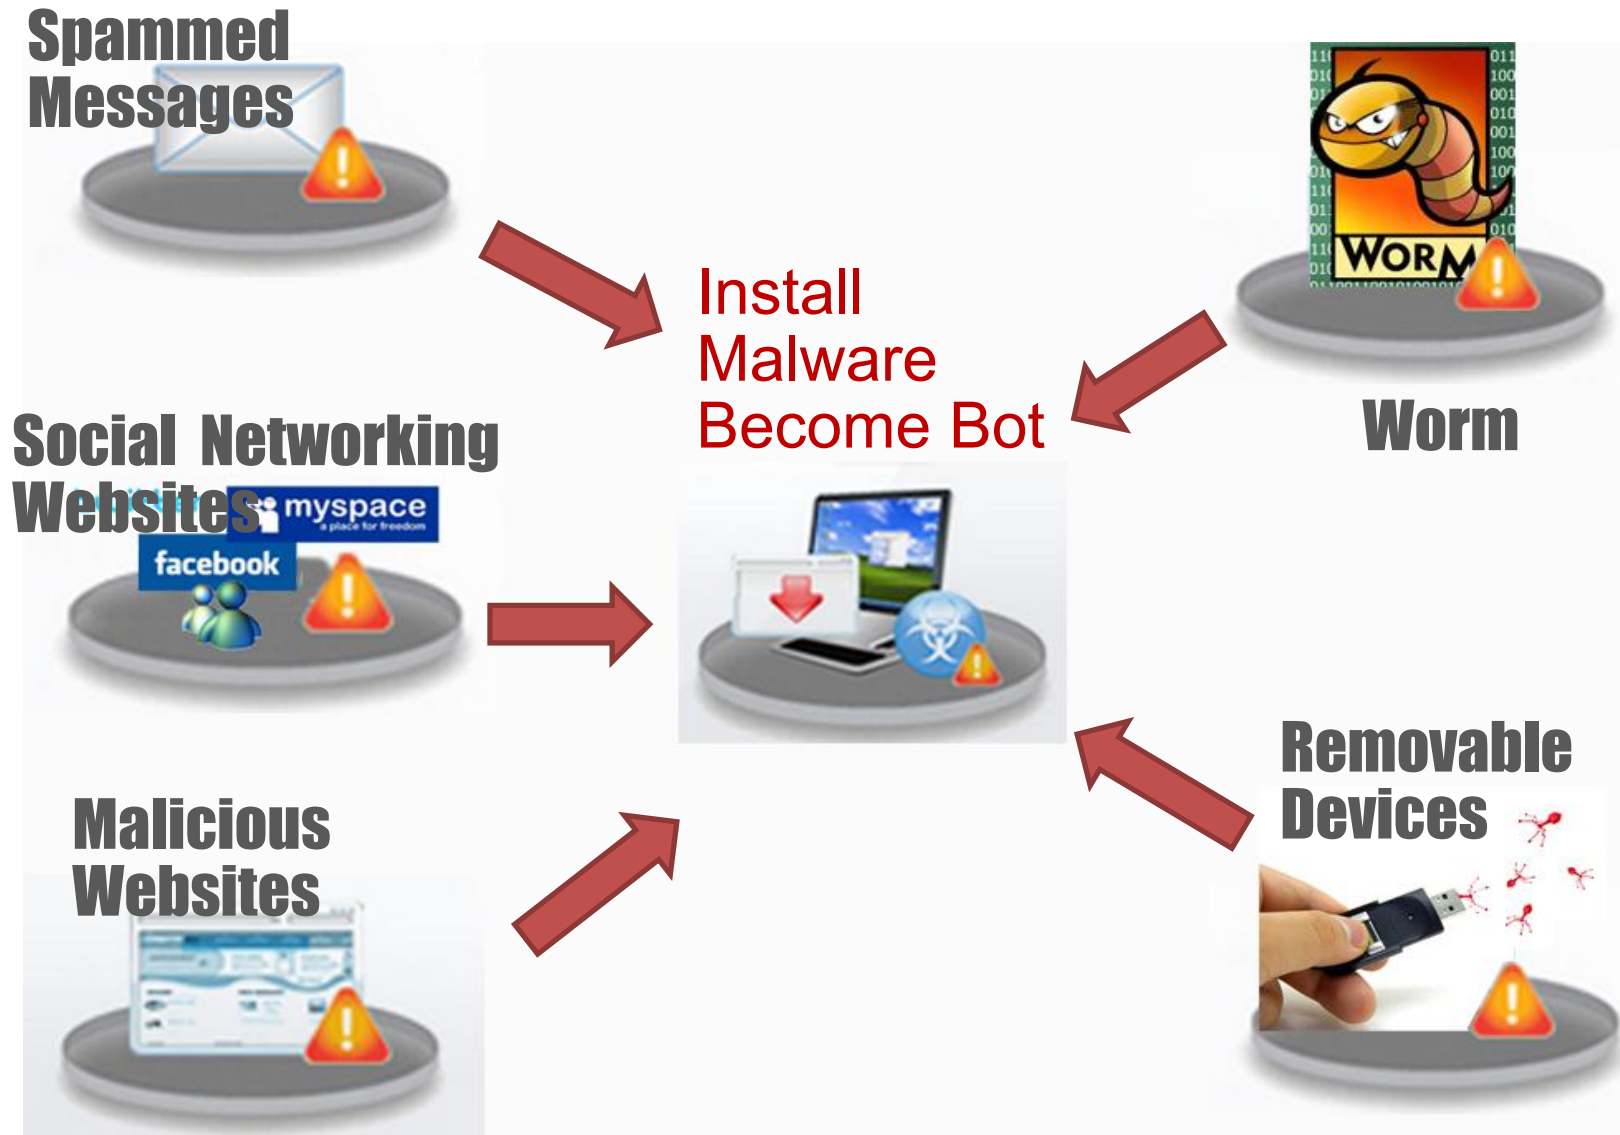 Spammed
Messages
WORM
Install
Malware
Become Bot
Worm
Social Networking
Websites
myspace
a place for freedom
facebook
Removable
Devices
Malicious
Websites